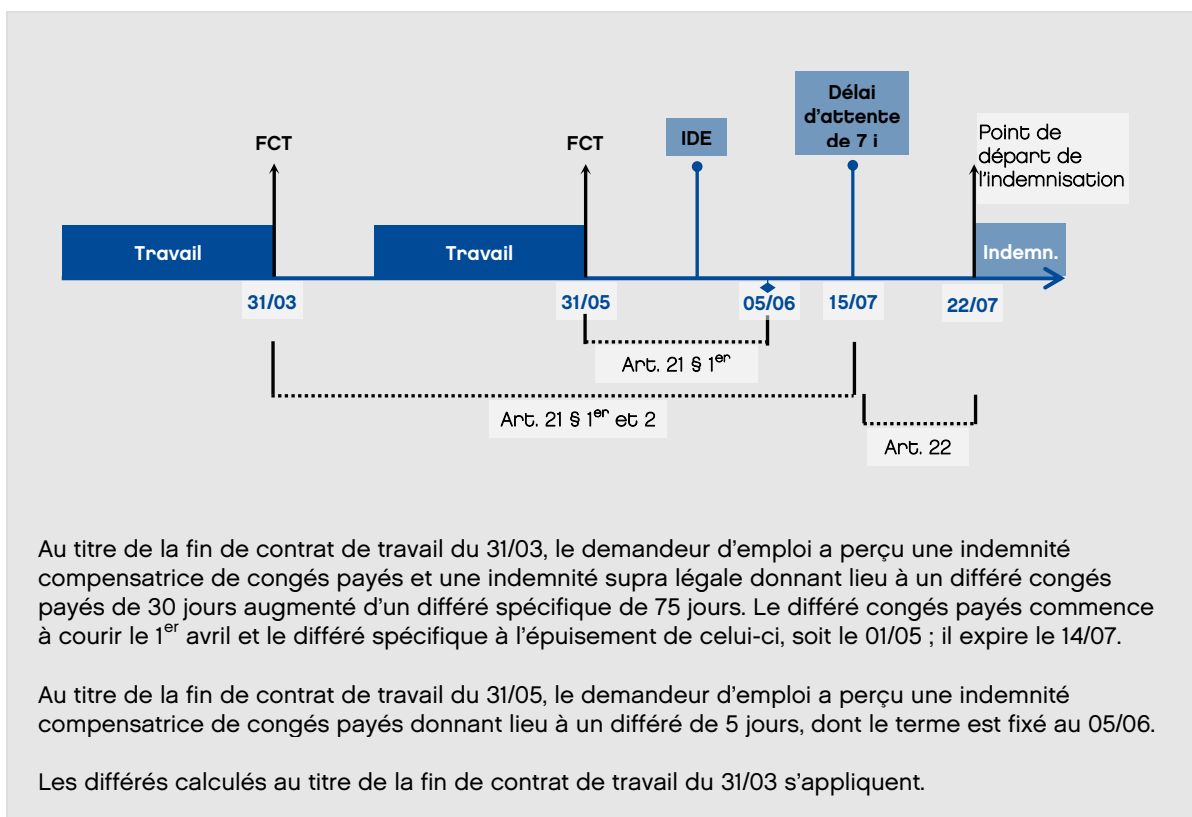 Délai
d'attente
de 7 j
FCT
FCT
IDE
Point de
départ de
l'indemnisation
Travail
Travail
Indemn.
31/03
31/05
05/06
15/07
22/07
Art. 21 § 1er
Art. 21 § 1er et 2
Art. 22
Au titre de la fin de contrat de travail du 31/03, le demandeur d'emploi a perçu une indemnité
compensatrice de congés payés et une indemnité supra légale donnant lieu à un différé congés
payés de 30 jours augmenté d'un différé spécifique de 75 jours. Le différé congés payés commence
à courir le 1er avril et le différé spécifique à l'épuisement de celui-ci, soit le 01/05 ; il expire le 14/07.
Au titre de la fin de contrat de travail du 31/05, le demandeur d'emploi a perçu une indemnité
compensatrice de congés payés donnant lieu à un différé de 5 jours, dont le terme est fixé au 05/06.
Les différés calculés au titre de la fin de contrat de travail du 31/03 s'appliquent.